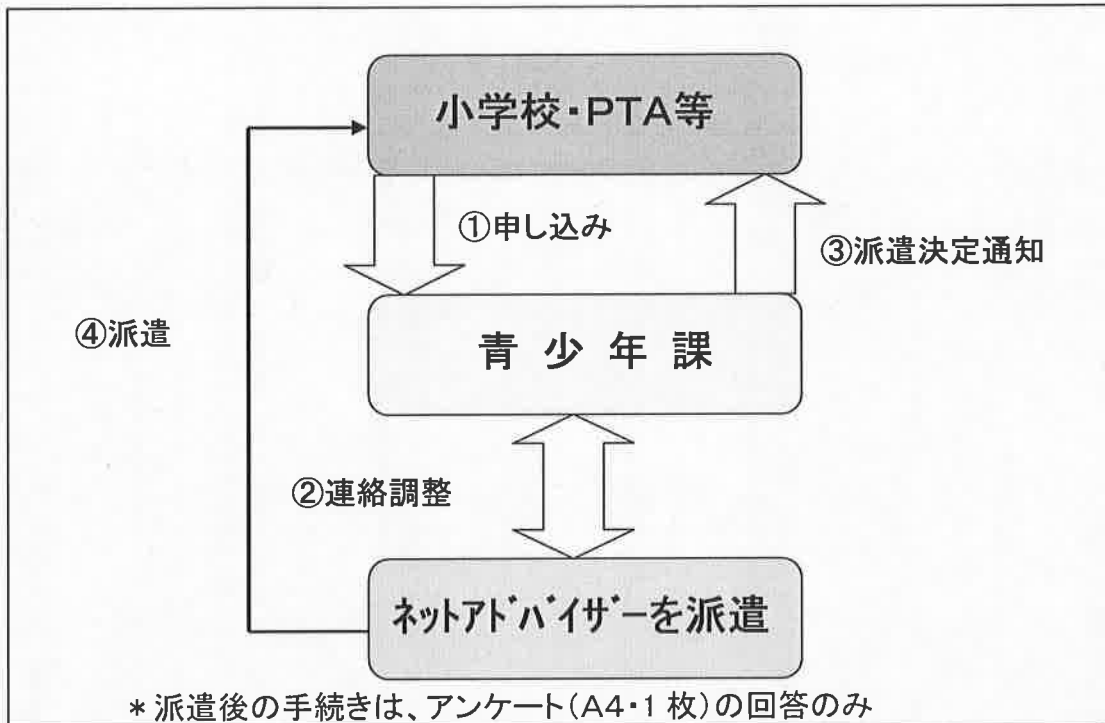 小学校・PTA等
①申し込み
③派遣決定通知
青 少 年 課
④派遣
②連絡調整
ﾈｯﾄｱﾄﾞﾊﾞｲｻﾞｰを派遣
＊派遣後の手続きは、アンケート(A4・1枚)の回答のみ